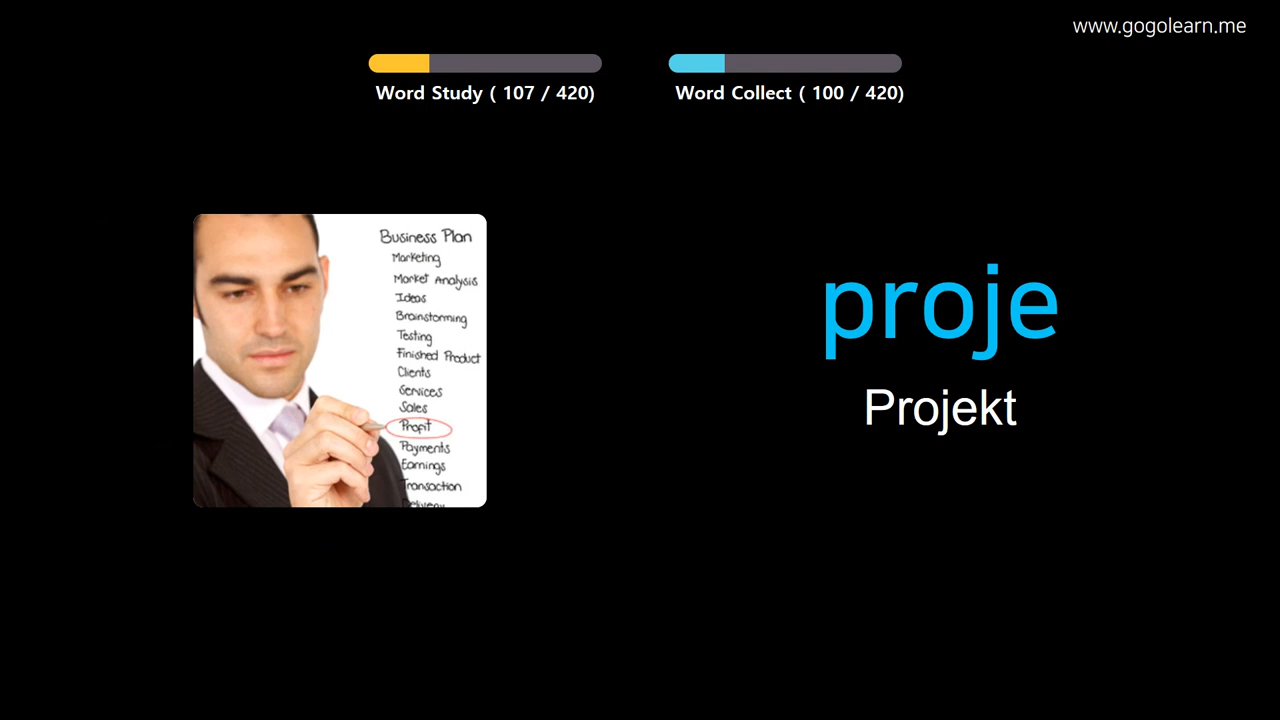 www.gogolearn.me
Word Study ( 107 / 420)
Word Collect ( 100 / 420)
Business Plan
Marketing
Market Analysis
Ideas
Brainstorming
Testing
Finished Product
Clients
Services
Sales
Profit
Payments
Earnings
Transaction
Delivery
proje
Projekt